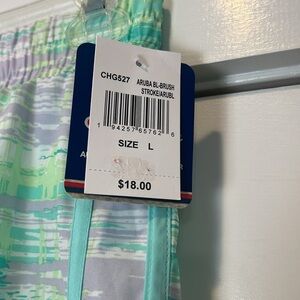 CHG527 ARUBA BL-BRUSH
STROKE/ARUBL
1 94257 65762 6
SIZE L
$18.00